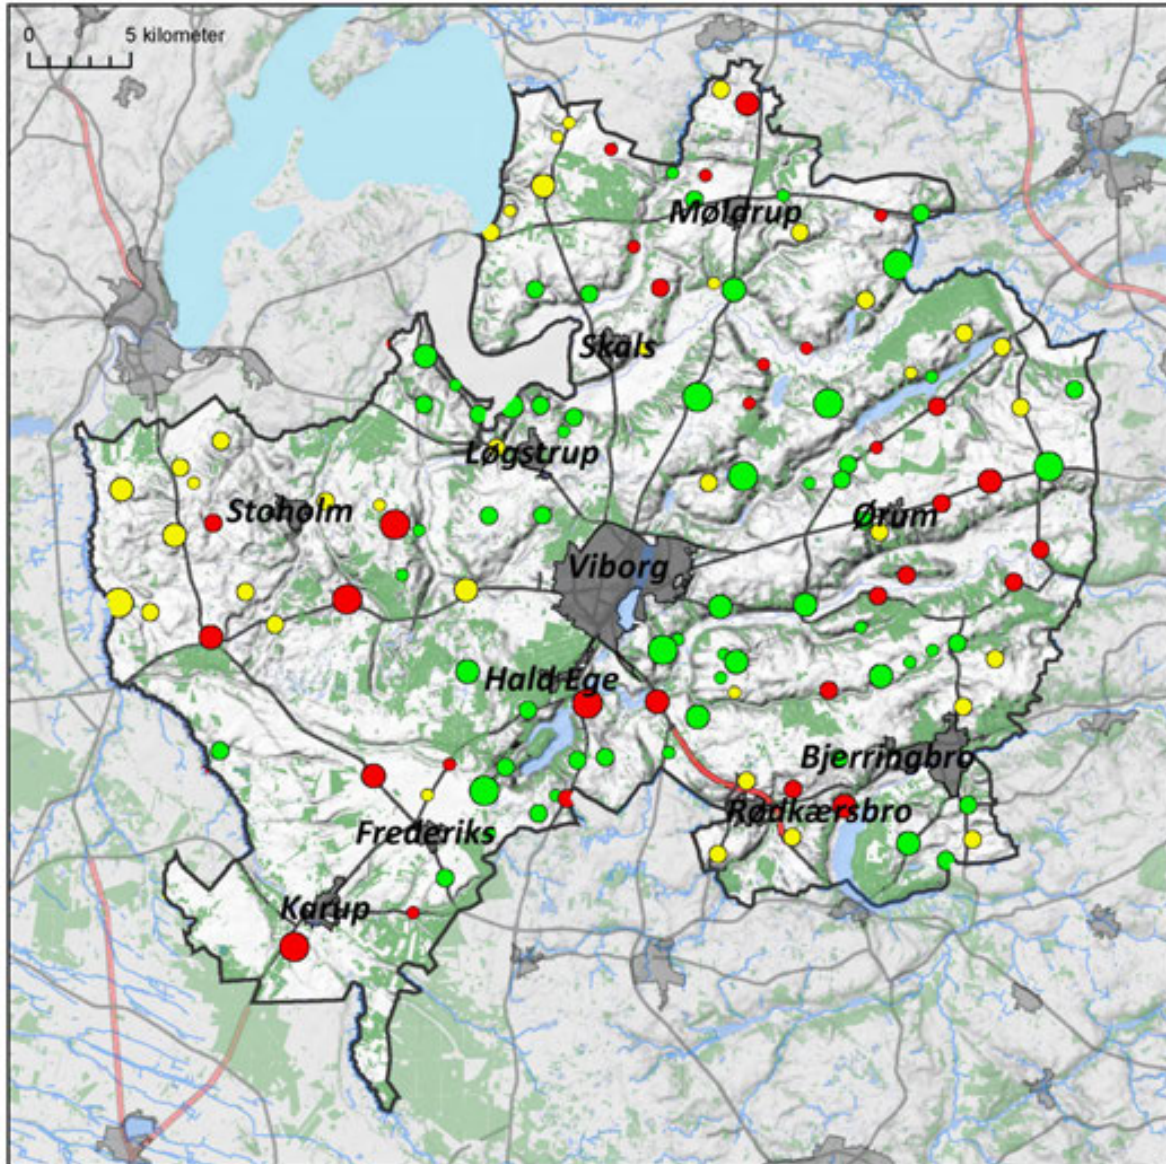 0 5 kilometer
Møldrup
Skals
Løgstrup
Stoholm
Ørum
Viborg
Hald Ege
Bjerringbro
Rødkærsbro
Frederiks
Karup